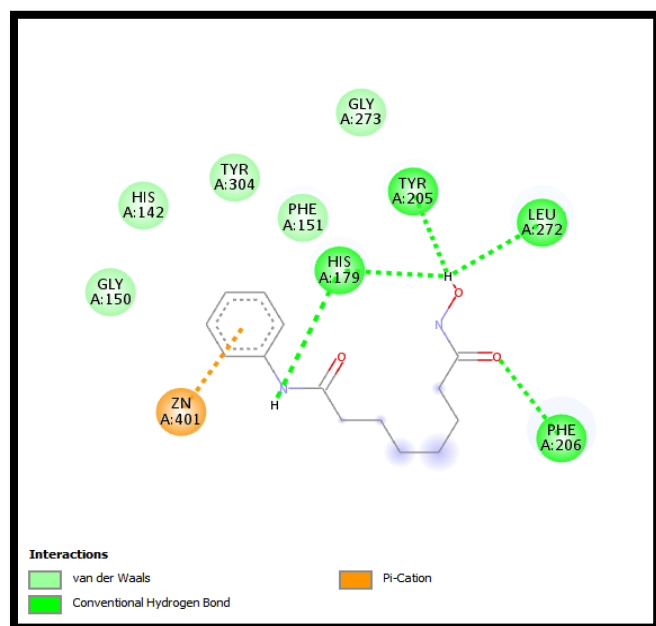 GLY
A:273
TYR
A:304
TYR
A:205
HIS
A:142
PHE
A:151
LEU
A:272
HIS
A:179
H
O
GLY
A:150
N
O
O
N
H
ZN
A:401
PHE
A:206
Interactions
van der Waals
Pi-Cation
Conventional Hydrogen Bond